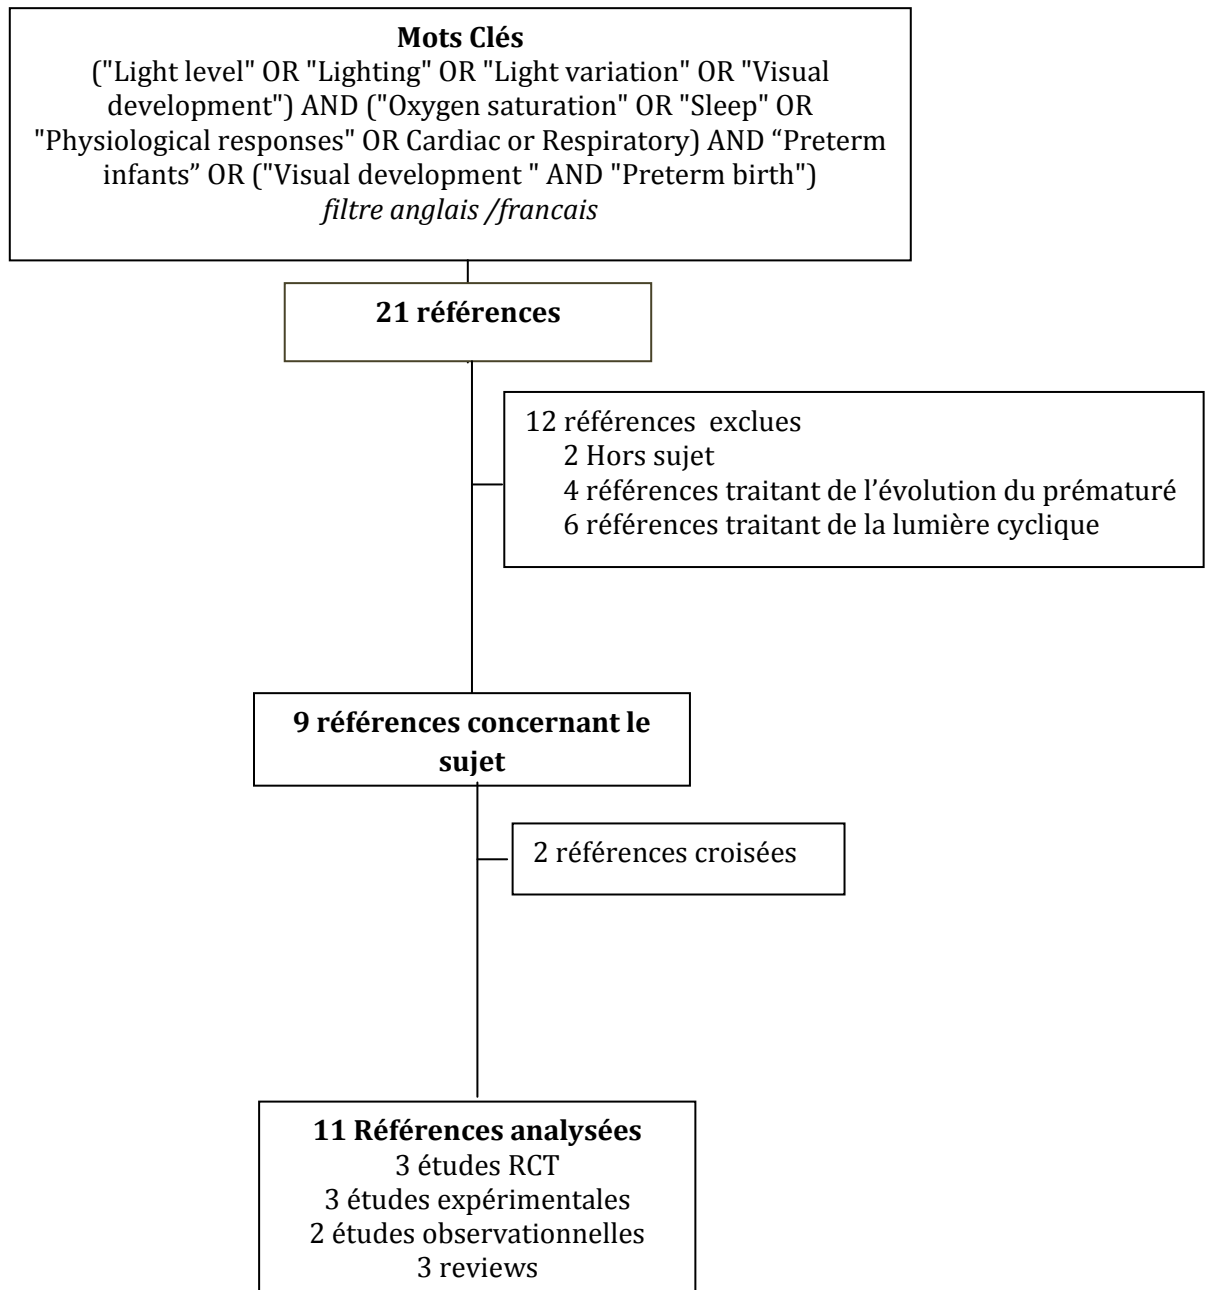 Mots Clés
("Light level" OR "Lighting" OR "Light variation" OR "Visual
development") AND ("Oxygen saturation" OR "Sleep" OR
"Physiological responses" OR Cardiac or Respiratory) AND “Preterm
infants” OR ("Visual development " AND "Preterm birth")
filtre anglais /francais
21 références
12 références  exclues
2 Hors sujet
4 références traitant de l’évolution du prématuré
6 références traitant de la lumière cyclique
9 références concernant le
sujet
2 références croisées
11 Références analysées
3 études RCT
3 études expérimentales
2 études observationnelles
3 reviews